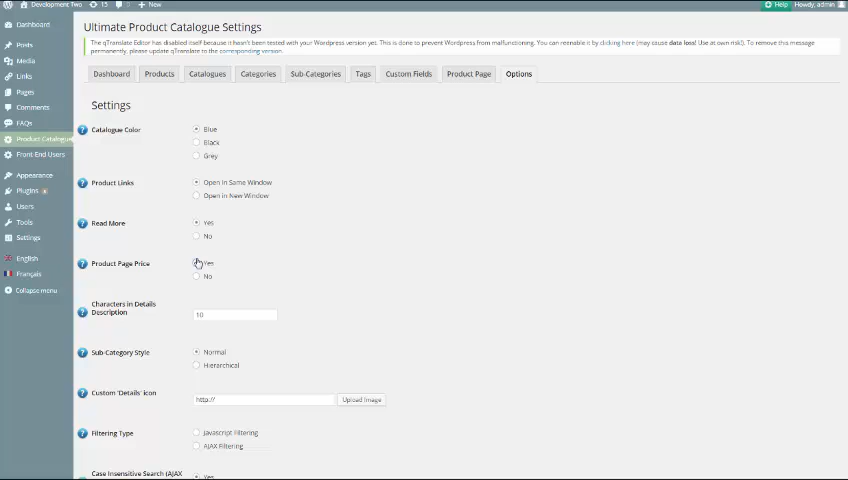 Development Two 15 New Help Howdy, admin
Dashboard
Posts
Media
Links
Pages
Comments
FAQs
Product Catalogue
Front End Users
Appearance
Plugins
Users
Tools
Settings
English
Français
Collapse menu
Ultimate Product Catalogue Settings
The qTranslate Editor has disabled itself because it hasn't been tested with your Wordpress version yet. This is done to prevent Wordpress from malfunctioning. You can reenable it by clicking here (may cause data loss! Use at own risk!). To remove this message
permanently, please update qTranslate to the corresponding version.
Dashboard Products Catalogues Categories Sub-Categories Tags Custom Fields Product Page Options
Settings
Catalogue Color
Blue
Black
Grey
Product Links
Open in Same Window
Open in New Window
Read More
Yes
No
Product Page Price
Yes
No
Characters in Details
Description
10
Sub-Category Style
Normal
Hierarchical
Custom 'Details' icon
http:// Upload Image
Filtering Type
Javascript Filtering
AJAX Filtering
Case Insensitive Search (AJAX
Yes